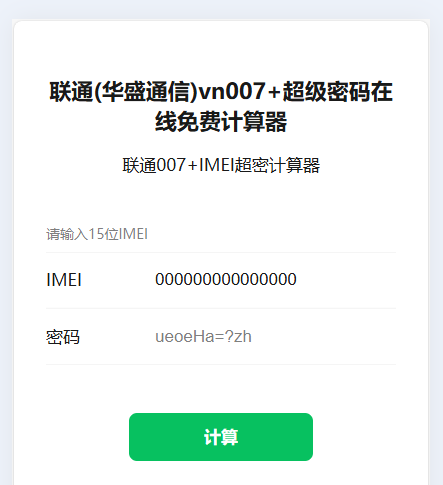 联通(华盛通信)vn007+超级密码在
线免费计算器
联通007+IMEI超密计算器
请输入15位IMEI
IMEI 000000000000000
密码 ueoeHa=?zh
计算